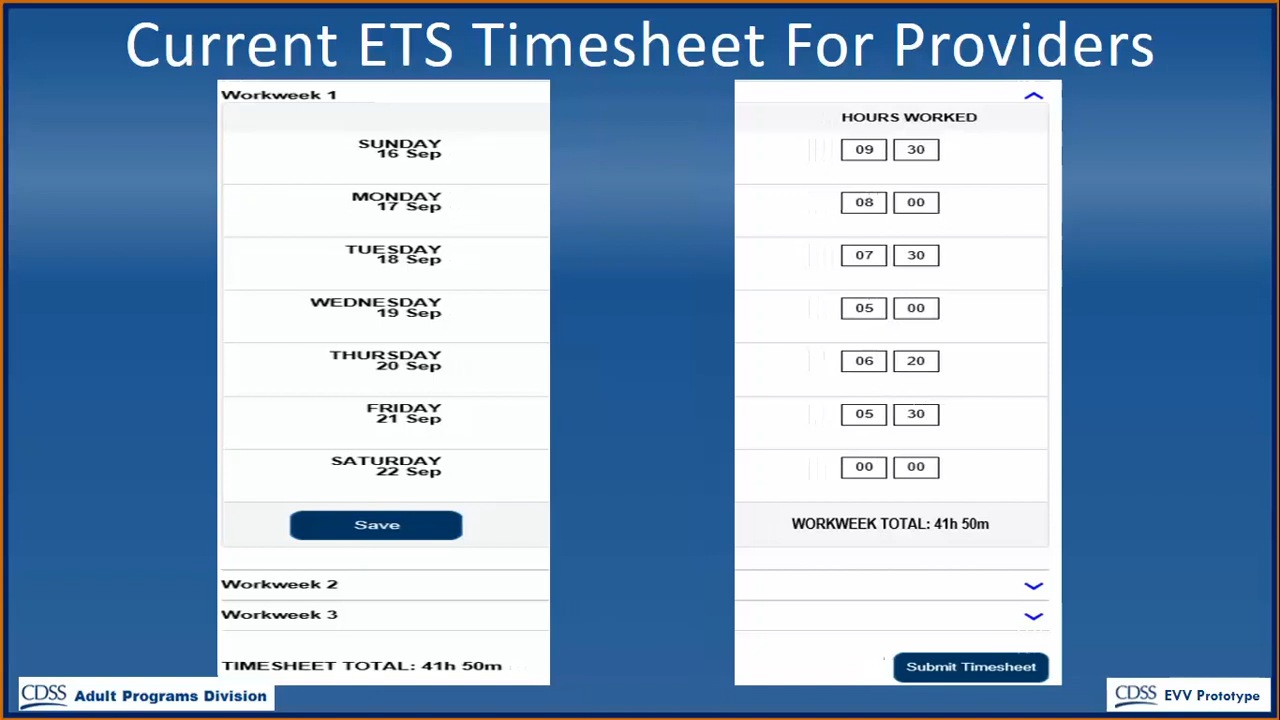 Current ETS Timesheet For Providers
Workweek 1
HOURS WORKED
SUNDAY
16 Sep
09 30
MONDAY
17 Sep
08 00
TUESDAY
18 Sep
07 30
WEDNESDAY
19 Sep
05 00
THURSDAY
20 Sep
06 20
FRIDAY
21 Sep
05 30
SATURDAY
22 Sep
00 00
Save
WORKWEEK TOTAL: 41h 50m
Workweek 2
Workweek 3
TIMESHEET TOTAL: 41h 50m
Submit Timesheet
CDSS Adult Programs Division
CDSS EVV Prototype